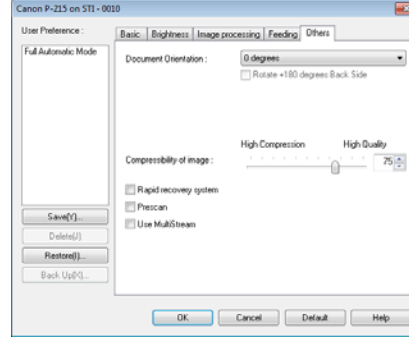 Canon P-215 on STI - 0010
User Preference :
Full Automatic Mode
Save(Y)...
Delete(J)
Restore(I)...
Back Up(X)...
Basic Brightness Image processing Feeding Others
Document Orientation : 0 degrees
Rotate +180 degrees Back Side
High Compression High Quality
Compressibility of image : 75
Rapid recovery system
Prescan
Use MultiStream
OK Cancel Default Help